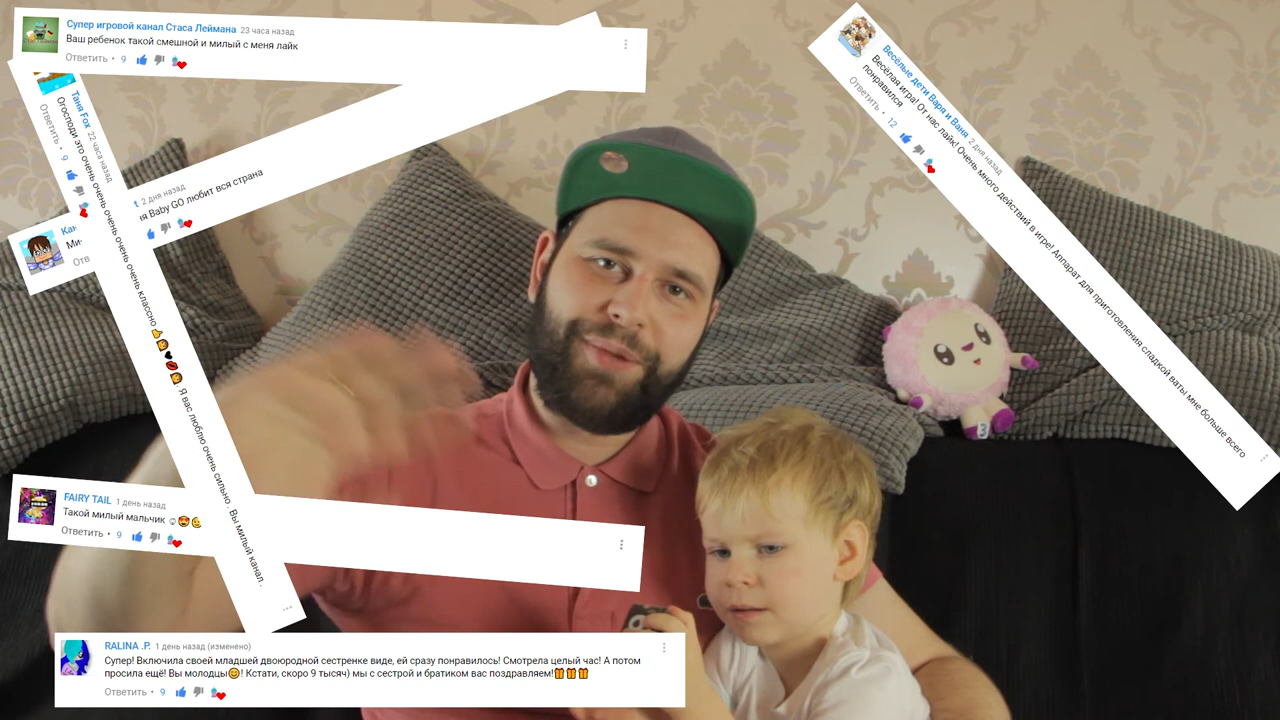 Супер игровой канал Стаса Леймана 23 часа назад
Ваш ребенок такой смешной и милый с меня лайк
Ответить • 9
Таня Fox 22 часа назад
Огосподи это очень очень очень очень очень классно👍🙆❤💋🙆 Я вас люблю очень сильно . Вы милый канал .
Ответить • 9
2 дня назад
Baby GO любит вся страна
Весёлые дети Варя и Ваня 2 дня назад
Весёлая игра! От нас лайк! Очень много действий в игре! Аппарат для приготовления сладкой ваты мне больше всего
понравился
Ответить • 12
FAIRY TAIL 1 день назад
Такой милый мальчик ☺😍
Ответить • 9
RALINA .P. 1 день назад (изменено)
Супер! Включила своей младшей двоюродной сестренке виде, ей сразу понравилось! Смотрела целый час! А потом
просила ещё! Вы молодцы😊! Кстати, скоро 9 тысяч) мы с сестрой и братиком вас поздравляем!🎁🎁🎁
Ответить • 9